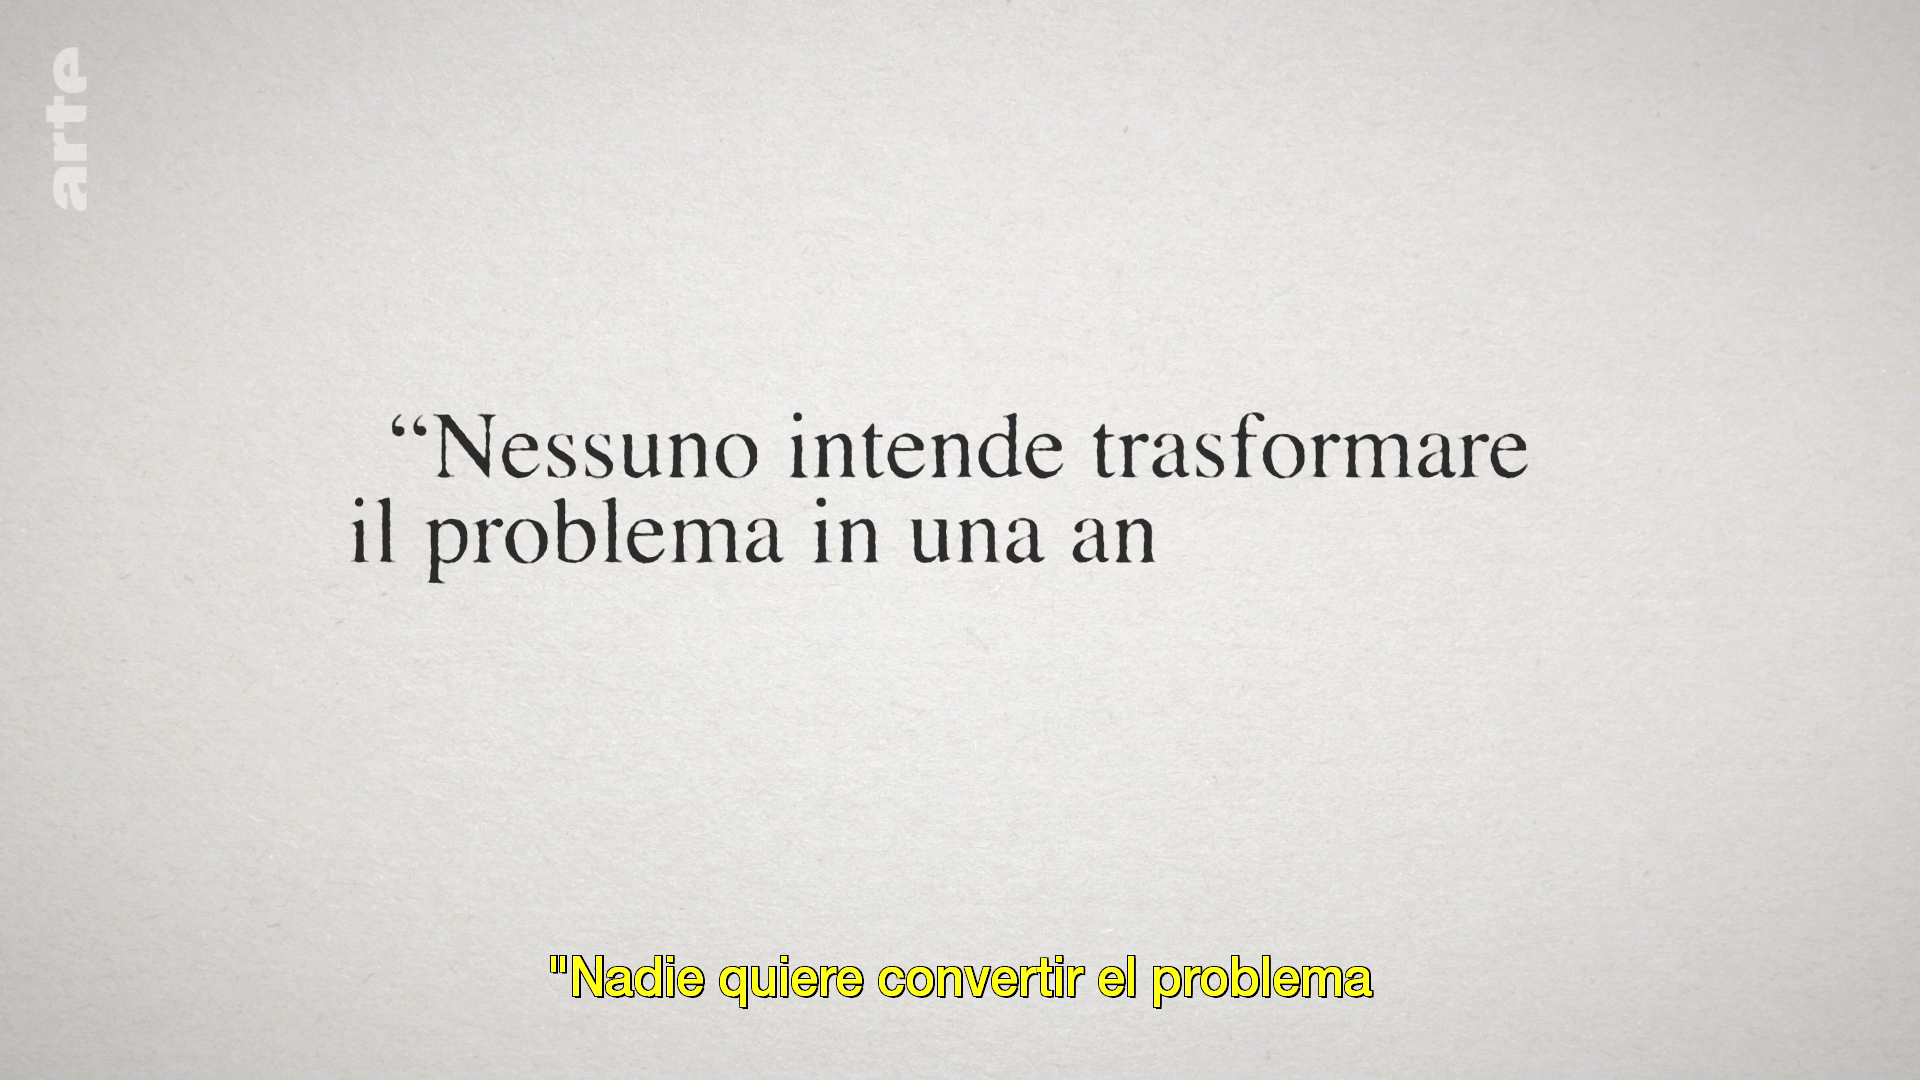 arte
“Nessuno intende trasformare
il problema in una an
"Nadie quiere convertir el problema